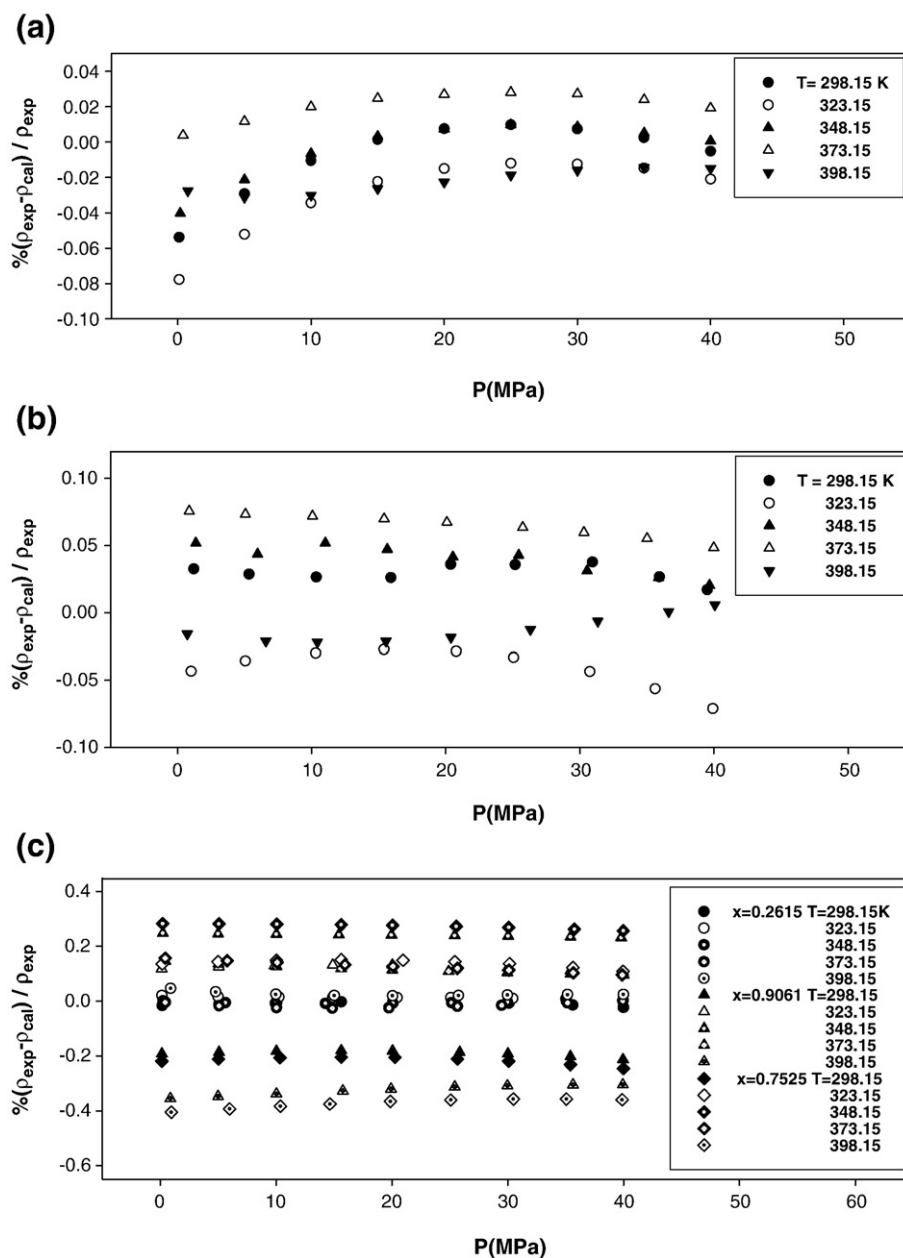 (a)
%(ρexp-ρcal) / ρexp
0.04
0.02
0.00
-0.02
-0.04
-0.06
-0.08
-0.10
0 10 20 30 40 50
P(MPa)
T= 298.15 K
323.15
348.15
373.15
398.15
(b)
%(ρexp-ρcal) / ρexp
0.10
0.05
0.00
-0.05
-0.10
0 10 20 30 40 50
P(MPa)
T = 298.15 K
323.15
348.15
373.15
398.15
(c)
%(ρexp-ρcal) / ρexp
0.4
0.2
0.0
-0.2
-0.4
-0.6
0 10 20 30 40 50 60
P(MPa)
x=0.2615 T=298.15K
323.15
348.15
373.15
398.15
x=0.9061 T=298.15
323.15
348.15
373.15
398.15
x=0.7525 T=298.15
323.15
348.15
373.15
398.15